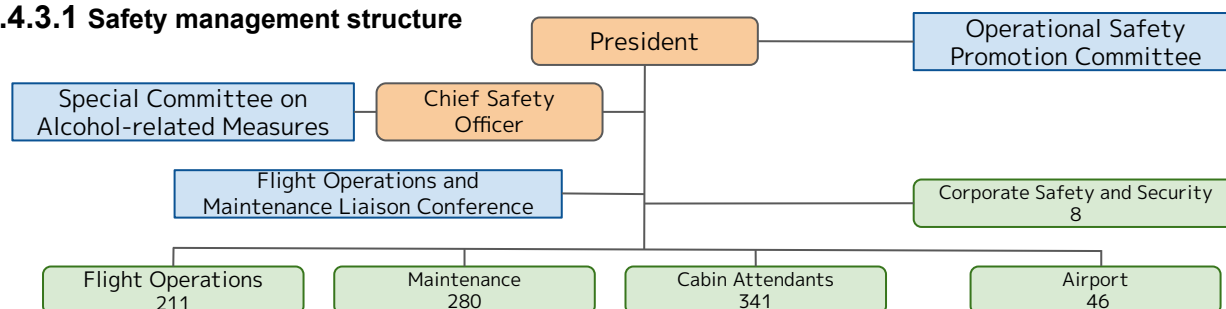 .4.3.1 Safety management structure
President
Operational Safety
Promotion Committee
Special Committee on
Alcohol-related Measures
Chief Safety
Officer
Flight Operations and
Maintenance Liaison Conference
Corporate Safety and Security
8
Flight Operations
211
Maintenance
280
Cabin Attendants
341
Airport
46